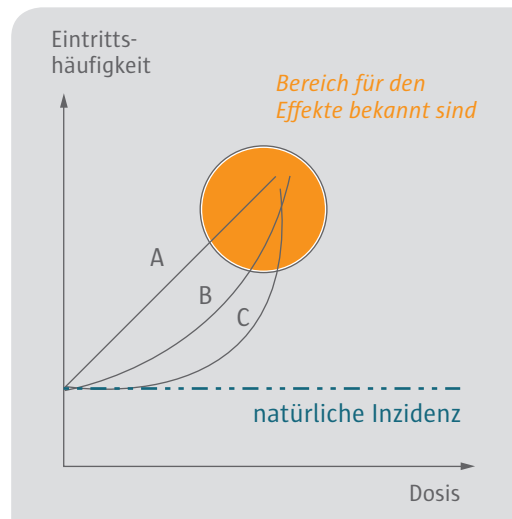 Eintritts-
häufigkeit
Bereich für den
Effekte bekannt sind
A
B
C
natürliche Inzidenz
Dosis